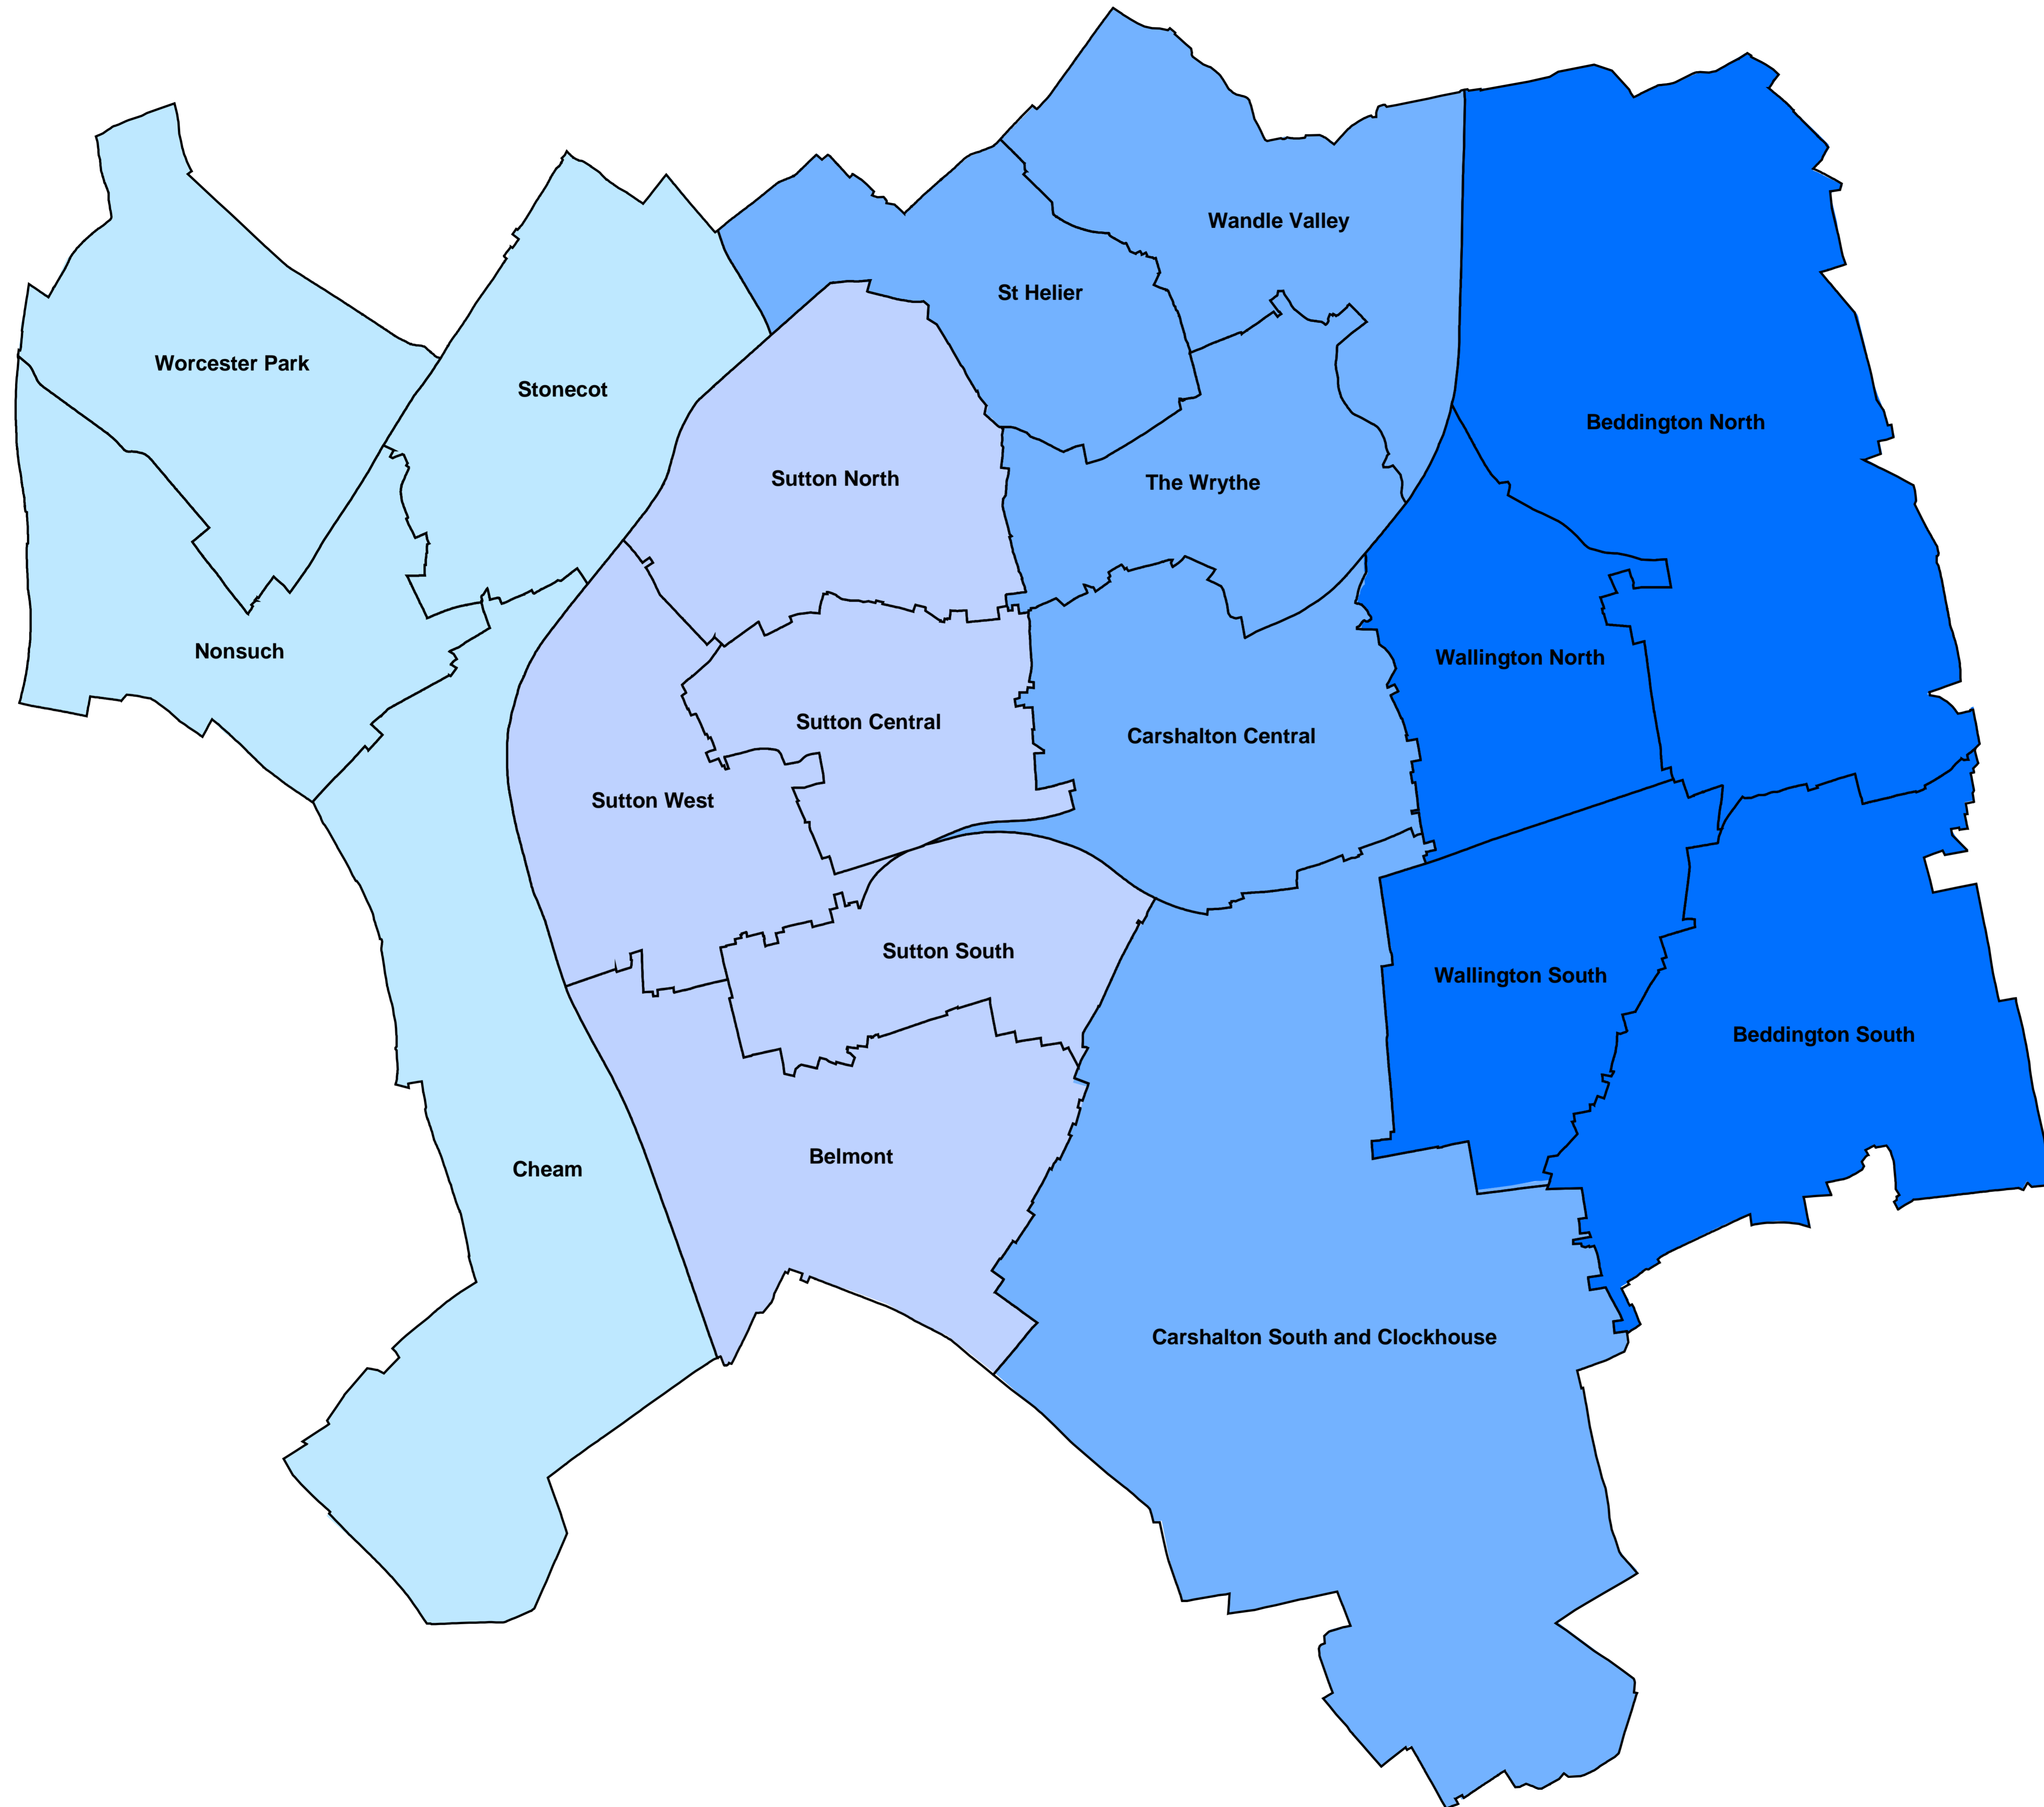 Wandle Valley
St Helier
Worcester Park
Stonecot
Beddington North
Sutton North
The Wrythe
Nonsuch
Wallington North
Sutton Central
Carshalton Central
Sutton West
Sutton South
Wallington South
Beddington South
Belmont
Cheam
Carshalton South and Clockhouse